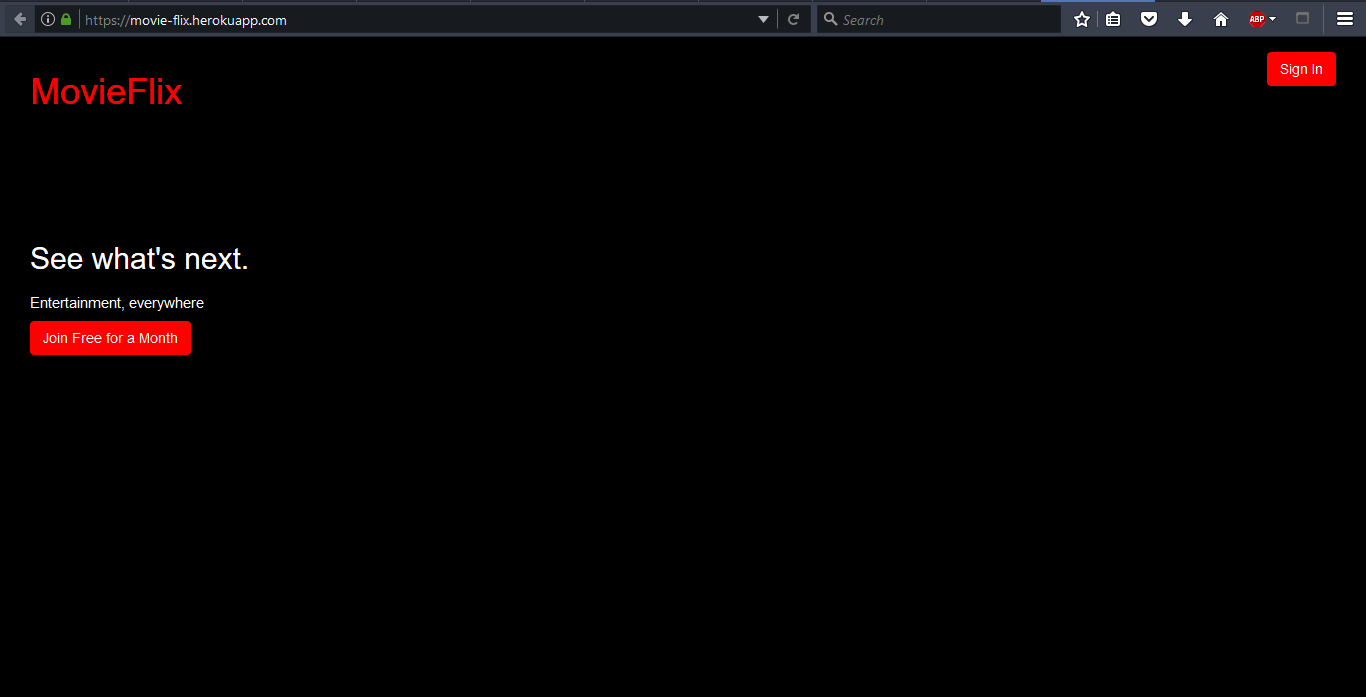 https://movie-flix.herokuapp.com
Search
ABP
Sign In
MovieFlix
See what's next.
Entertainment, everywhere
Join Free for a Month